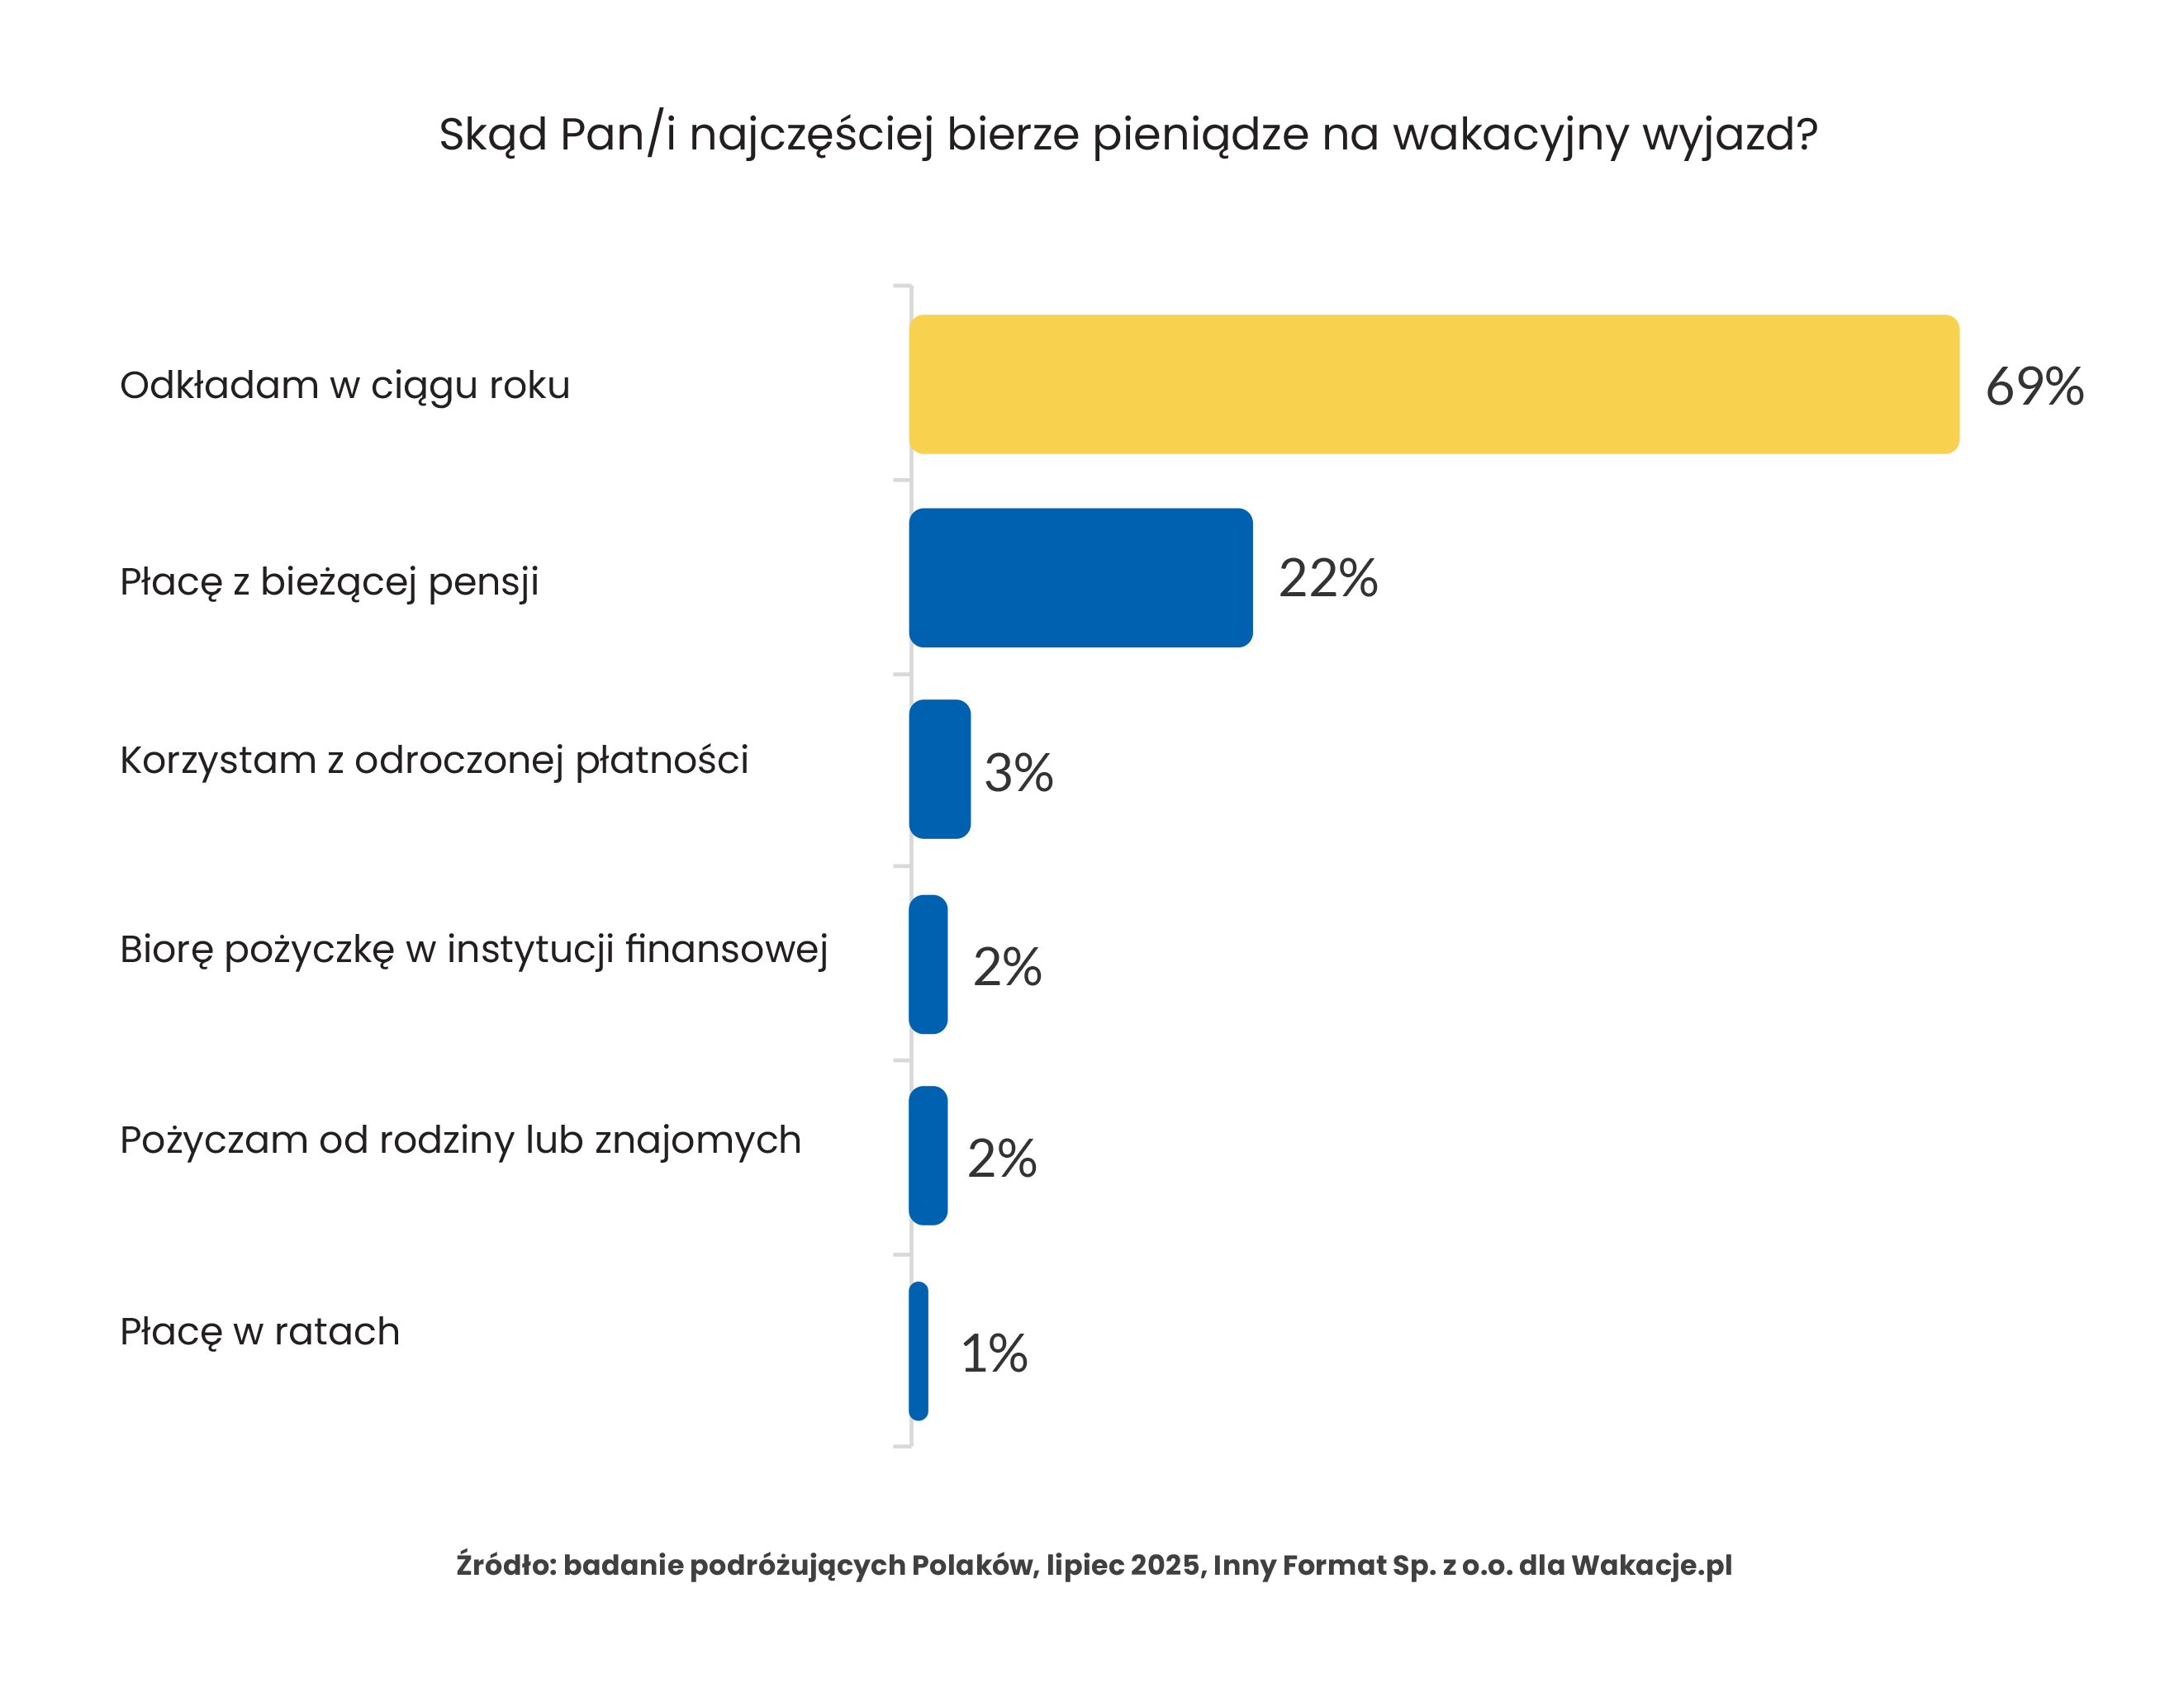 Skąd Pan/i najczęściej bierze pieniądze na wakacyjny wyjazd?
Odkładam w ciągu roku
69%
Płacę z bieżącej pensji
22%
Korzystam z odroczonej płatności
3%
Biorę pożyczkę w instytucji finansowej
2%
Pożyczam od rodziny lub znajomych
2%
Płacę w ratach
1%
Źródło: badanie podróżujących Polaków, lipiec 2025, Inny Format Sp. z o.o. dla Wakacje.pl